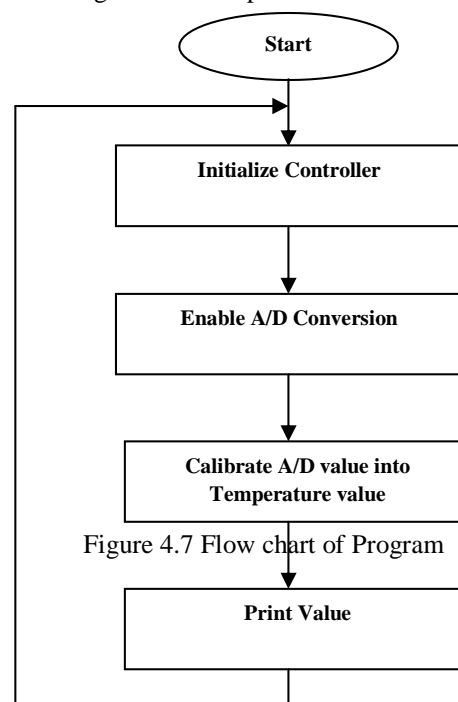 Start
Initialize Controller
Enable A/D Conversion
Calibrate A/D value into
Temperature value
Figure 4.7 Flow chart of Program
Print Value